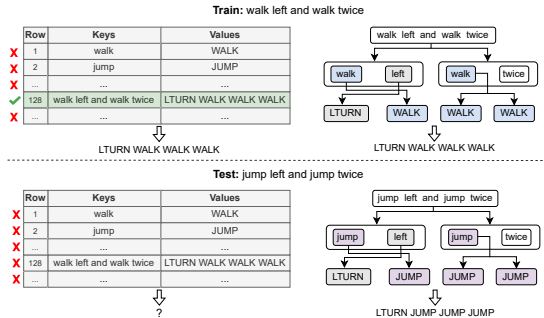 Train: walk left and walk twice
Row Keys Values
1 walk WALK
2 jump JUMP
... ... ...
128 walk left and walk twice LTURN WALK WALK WALK
... ... ...
LTURN WALK WALK WALK
walk left and walk twice
walk left walk twice
LTURN WALK WALK WALK
LTURN WALK WALK WALK
Test: jump left and jump twice
Row Keys Values
1 walk WALK
2 jump JUMP
... ... ...
128 walk left and walk twice LTURN WALK WALK WALK
... ... ...
?
jump left and jump twice
jump left jump twice
LTURN JUMP JUMP JUMP
LTURN JUMP JUMP JUMP